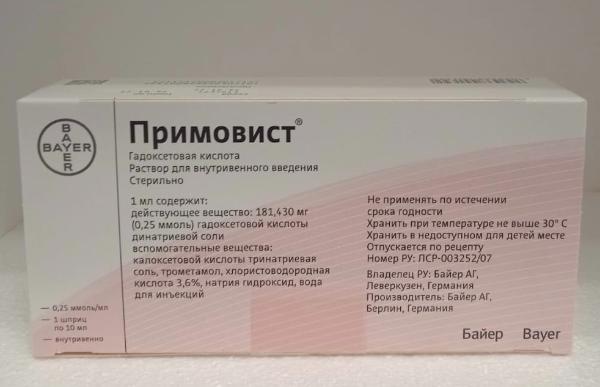 BAYER
BAYER
Примовист®
Гадоксетовая кислота
Раствор для внутривенного введения
Стерильно
1 мл содержит:
действующее вещество: 181,430 мг
(0,25 ммоль) гадоксетовой кислоты
динатриевой соли
вспомогательные вещества:
калоксетовой кислоты тринатриевая
соль, трометамол, хлористоводородная
кислота 3,6%, натрия гидроксид, вода
для инъекций
Не применять по истечении
срока годности
Хранить при температуре не выше 30° С
Хранить в недоступном для детей месте
Отпускается по рецепту
Номер РУ: ЛСР-003252/07
Владелец РУ: Байер АГ,
Леверкузен, Германия
Производитель: Байер АГ,
Берлин, Германия
— 0,25 ммоль/мл
— 1 шприц
по 10 мл
— внутривенно
Байер Bayer